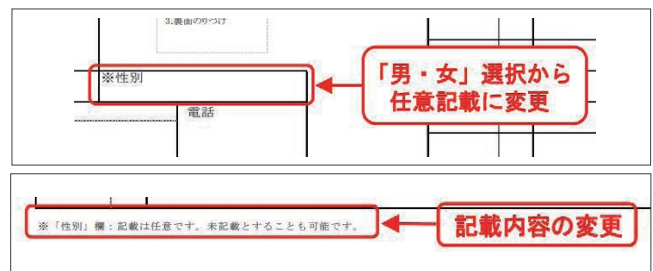 3.裏面のりつけ
※性別
「男・女」選択から
任意記載に変更
電話
※「性別」欄：記載は任意です。未記載とすることも可能です。
記載内容の変更